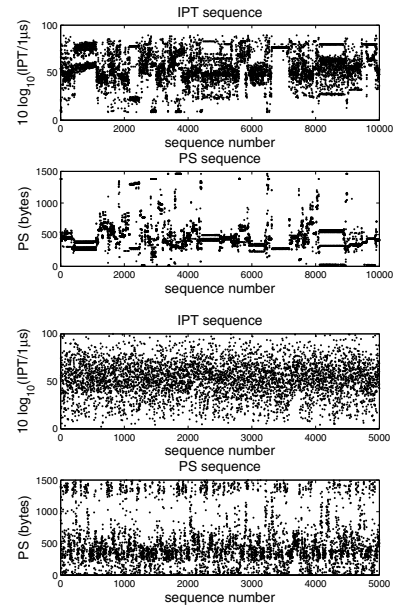 IPT sequence
100
50
0
10 log10(IPT/1μs)
0 2000 4000 6000 8000 10000
sequence number
PS sequence
1500
1000
500
0
PS (bytes)
0 2000 4000 6000 8000 10000
sequence number
IPT sequence
100
50
0
10 log10(IPT/1μs)
0 1000 2000 3000 4000 5000
sequence number
PS sequence
1500
1000
500
0
PS (bytes)
0 1000 2000 3000 4000 5000
sequence number